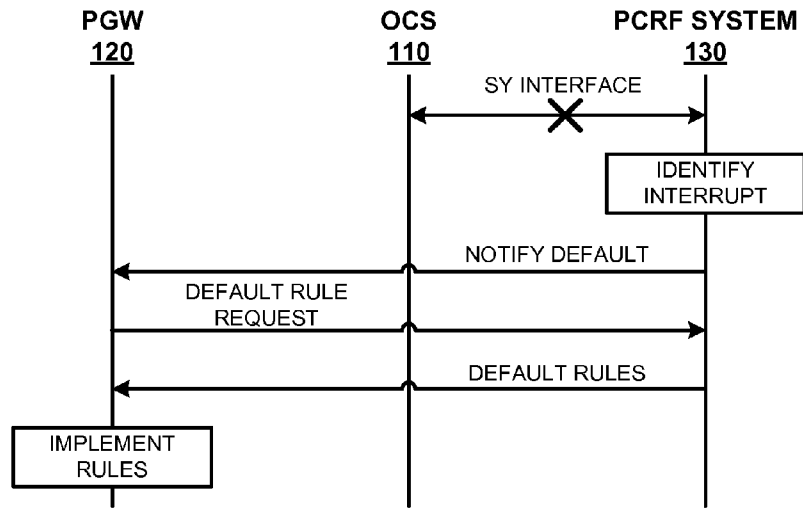 PGW
120
OCS
110
PCRF SYSTEM
130
SY INTERFACE
IDENTIFY
INTERRUPT
NOTIFY DEFAULT
DEFAULT RULE
REQUEST
DEFAULT RULES
IMPLEMENT
RULES